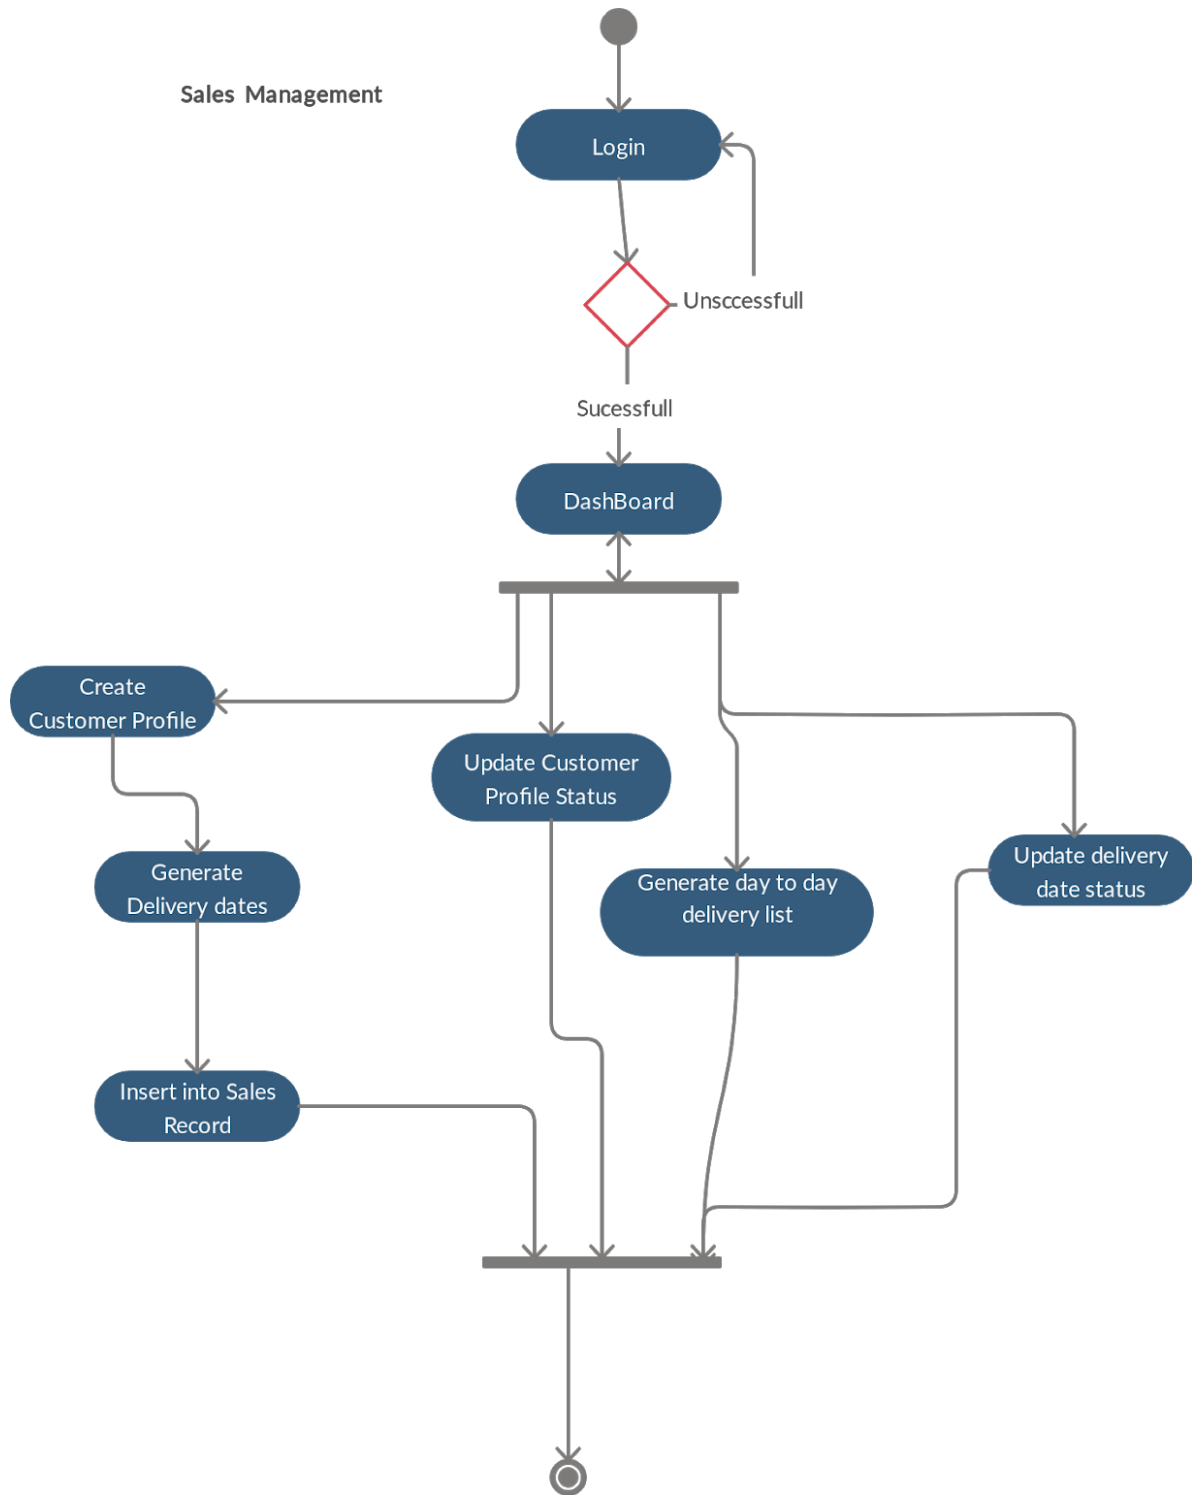 Sales Management
Login
Unsccessfull
Sucessfull
DashBoard
Create
Customer Profile
Update Customer
Profile Status
Generate
Delivery dates
Generate day to day
delivery list
Update delivery
date status
Insert into Sales
Record